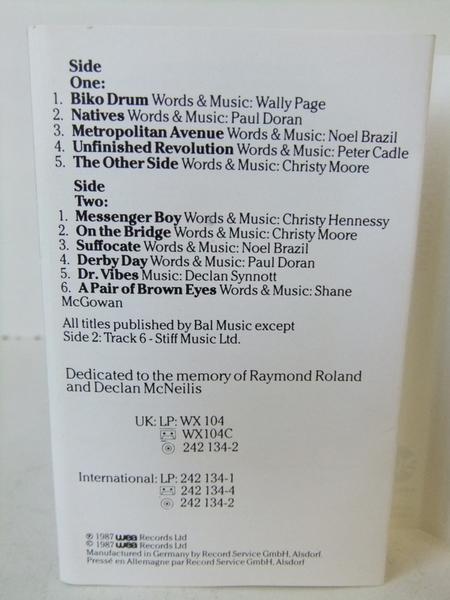 Side
One:
1. Biko Drum Words & Music: Wally Page
2. Natives Words & Music: Paul Doran
3. Metropolitan Avenue Words & Music: Noel Brazil
4. Unfinished Revolution Words & Music: Peter Cadle
5. The Other Side Words & Music: Christy Moore
Side
Two:
1. Messenger Boy Words & Music: Christy Hennessy
2. On the Bridge Words & Music: Christy Moore
3. Suffocate Words & Music: Noel Brazil
4. Derby Day Words & Music: Paul Doran
5. Dr. Vibes Music: Declan Synnott
6. A Pair of Brown Eyes Words & Music: Shane
McGowan
All titles published by Bal Music except
Side 2: Track 6 - Stiff Music Ltd.
Dedicated to the memory of Raymond Roland
and Declan McNeilis
UK: LP: WX 104
WX104C
242 134-2
International: LP: 242 134-1
242 134-4
242 134-2
℗ 1987 wea Records Ltd
© 1987 wea Records Ltd
Manufactured in Germany by Record Service GmbH, Alsdorf.
Pressé en Allemagne par Record Service GmbH, Alsdorf